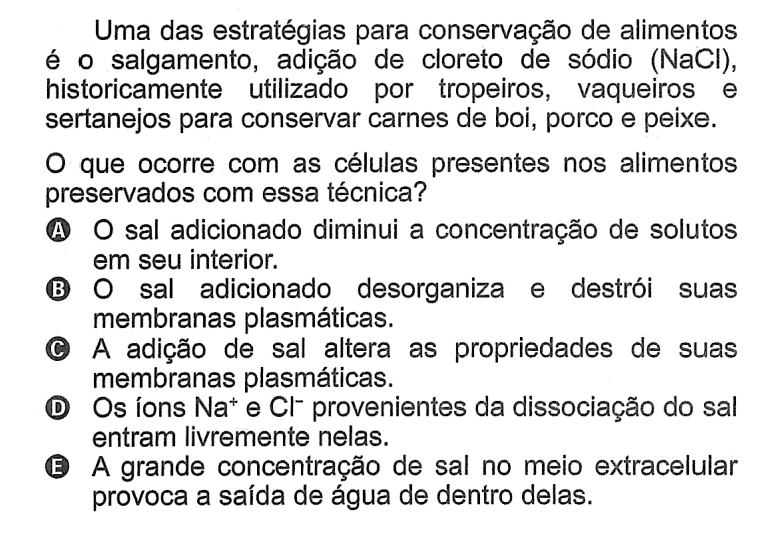 Uma das estratégias para conservação de alimentos
é o salgamento, adição de cloreto de sódio (NaCl),
historicamente utilizado por tropeiros, vaqueiros e
sertanejos para conservar carnes de boi, porco e peixe.
O que ocorre com as células presentes nos alimentos
preservados com essa técnica?
A O sal adicionado diminui a concentração de solutos
em seu interior.
B O sal adicionado desorganiza e destrói suas
membranas plasmáticas.
C A adição de sal altera as propriedades de suas
membranas plasmáticas.
D Os íons Na⁺ e Cl⁻ provenientes da dissociação do sal
entram livremente nelas.
E A grande concentração de sal no meio extracelular
provoca a saída de água de dentro delas.